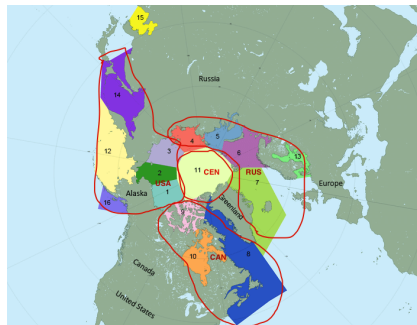 15
Russia
14
5
4
3
6
13
12
11 CEN
RUS
2
7
USA
Europe
1
Alaska
Greenland
16
9
8
10
CAN
Canada
United States